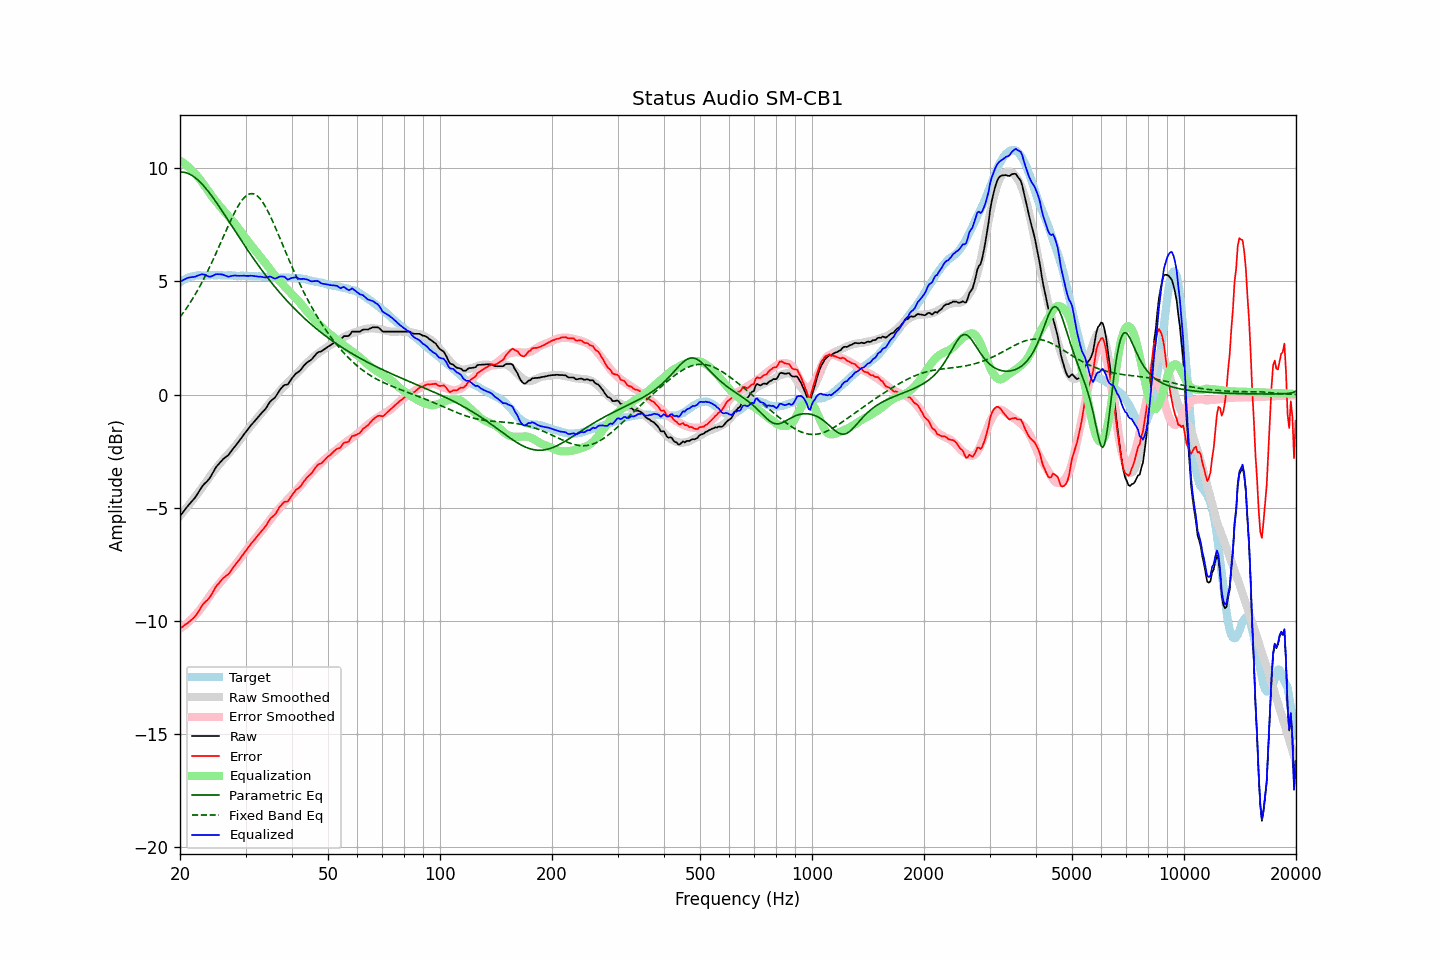 Status Audio SM-CB1
Amplitude (dBr)
10
5
0
−5
−10
−15
−20
Target
Raw Smoothed
Error Smoothed
Raw
Error
Equalization
Parametric Eq
Fixed Band Eq
Equalized
20 50 100 200 500 1000 2000 5000 10000 20000
Frequency (Hz)